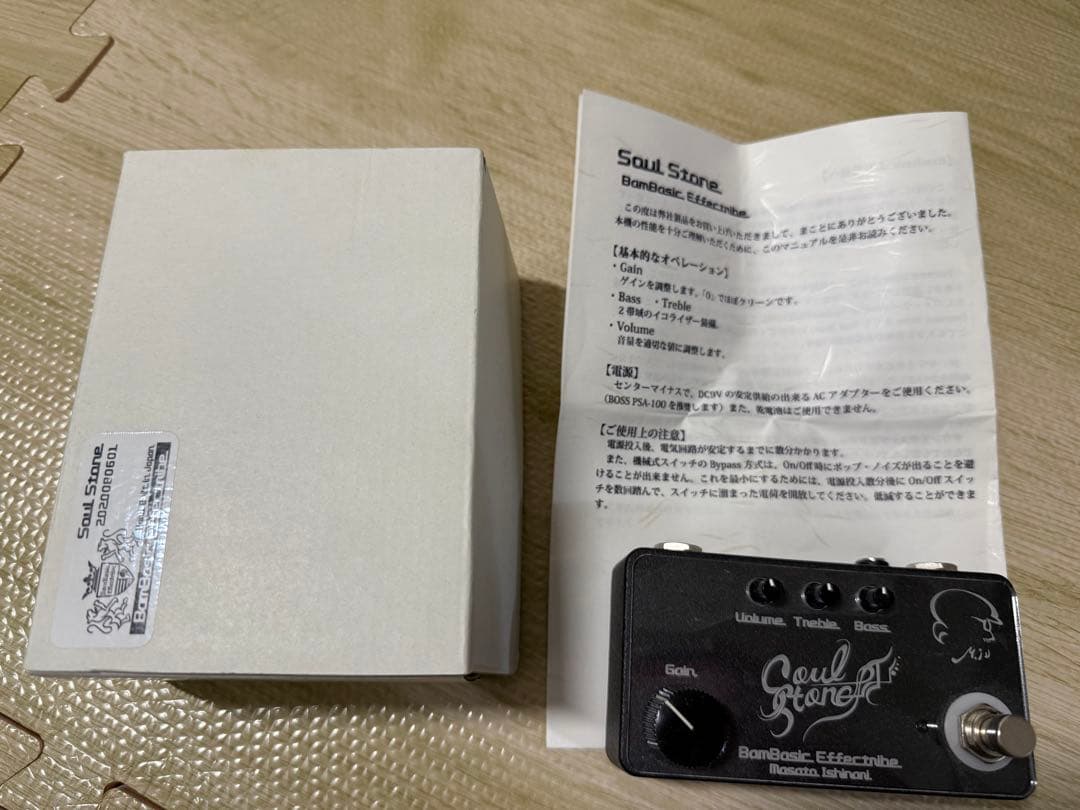 Soul Stone
BamBasic Effectribe
この度は弊社製品をお買い上げいただきまして、まことにありがとうございました。
本機の性能を十分ご理解いただくために、このマニュアルを是非お読みください。
【基本的なオペレーション】
・Gain
ゲインを調整します。「0」でほぼクリーンです。
・Bass ・Treble
2帯域のイコライザー装備。
・Volume
音量を適切な値に調整します。
【電源】
センターマイナスで、DC9Vの安定供給の出来るACアダプターをご使用ください。
(BOSS PSA-100を推奨します) また、乾電池はご使用できません。
【ご使用上の注意】
電源投入後、電気回路が安定するまでに数分かかります。
また、機械式スイッチのBypass方式は、On/Off時にポップ・ノイズが出ることを避
けることが出来ません。これを最小にするためには、電源投入数分後にOn/Offスイッ
チを数回踏んで、スイッチに溜まった電荷を開放してください。低減することができま
す。
Soul Stone
2020080601
BamBasic Effectribe
Volume Treble Bass
Gain
Soul
Stone
M.isi
BamBasic Effectribe
Masato Ishinari